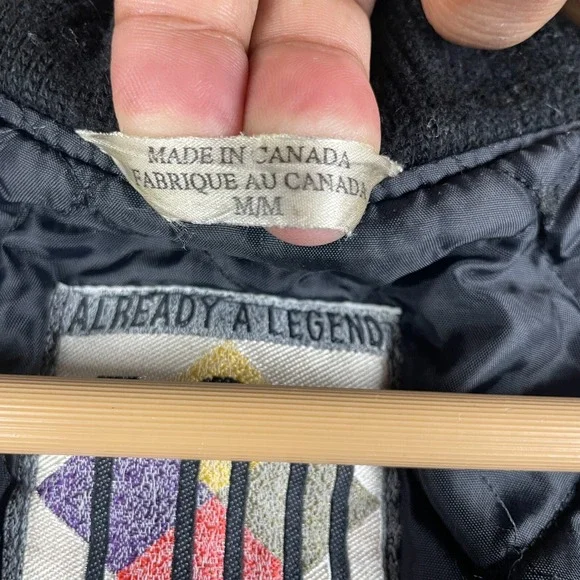 MADE IN CANADA
FABRIQUE AU CANADA
M/M
ALREADY A LEGEND